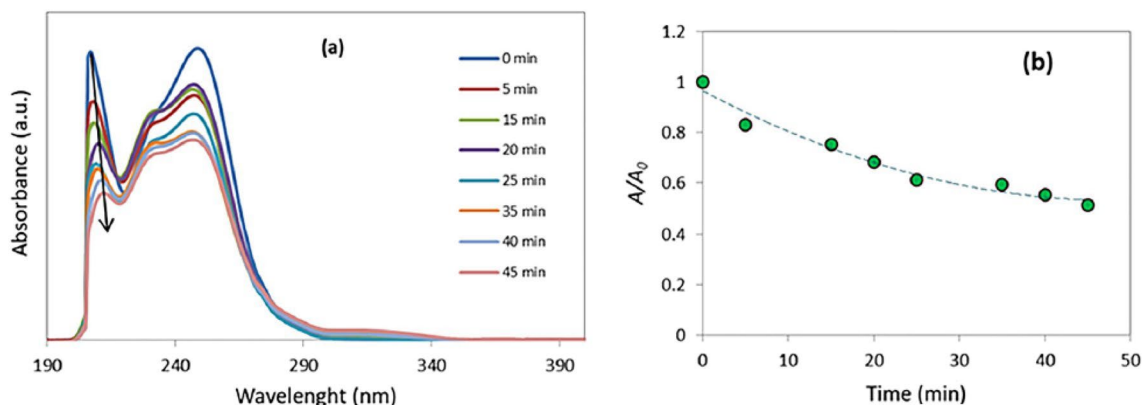 (a)
0 min
5 min
15 min
20 min
25 min
35 min
40 min
45 min
Absorbance (a.u.)
190 240 290 340 390
Wavelenght (nm)
(b)
1.2
1
0.8
0.6
0.4
0.2
0
A/A0
0 10 20 30 40 50
Time (min)